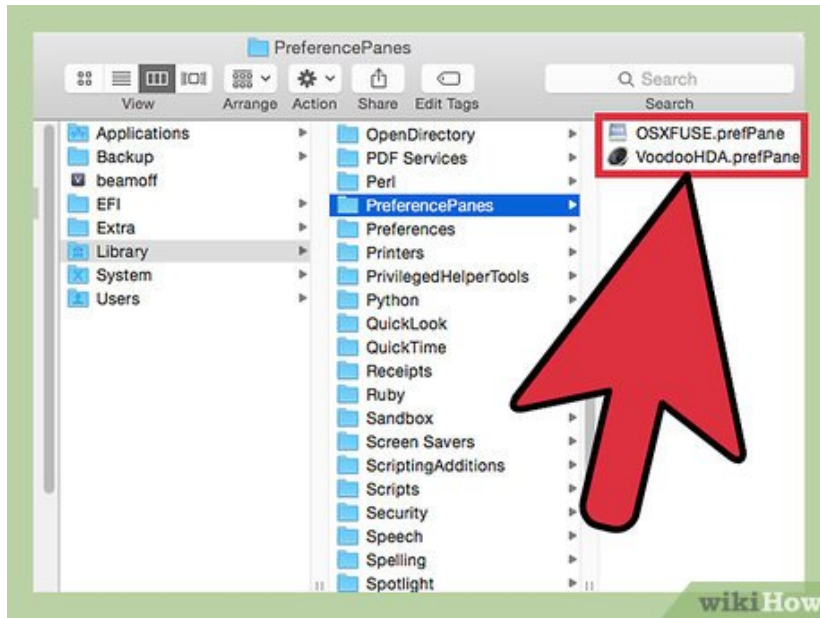 PreferencePanes
View
Arrange
Action
Share
Edit Tags
Search
Search
Applications
Backup
beamoff
EFI
Extra
Library
System
Users
OpenDirectory
PDF Services
Perl
PreferencePanes
Preferences
Printers
PrivilegedHelperTools
Python
QuickLook
QuickTime
Receipts
Ruby
Sandbox
Screen Savers
ScriptingAdditions
Scripts
Security
Speech
Spelling
Spotlight
OSXFUSE.prefPane
VoodooHDA.prefPane
wikiHow